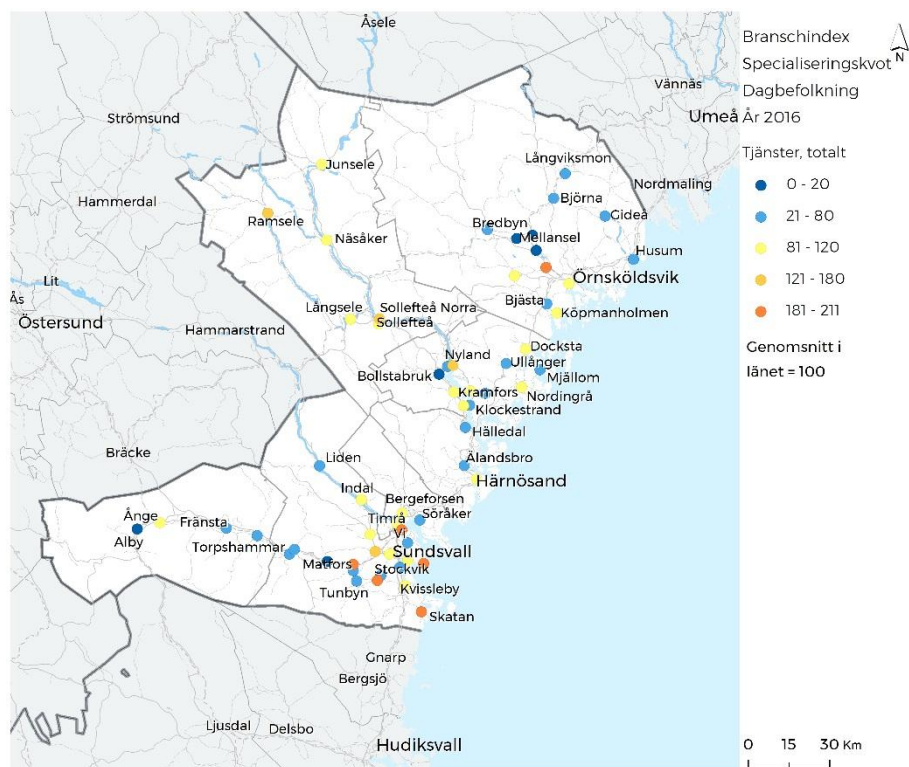 Åsele
Branschindex
N
Specialiseringskvot
Vännäs
Dagbefolkning
Strömsund
Umeå
År 2016
Långviksmon
Tjänster, totalt
Junsele
Nordmaling
0 - 20
Björna
Hammerdal
Bredbyn
Gideå
21 - 80
Ramsele
Mellansel
Näsåker
Husum
81 - 120
Lit
Örnsköldsvik
121 - 180
Ås
Bjästa
Östersund
Långsele
Sollefteå Norra
Köpmanholmen
181 - 211
Sollefteå
Hammarstrand
Docksta
Genomsnitt i
Nyland
Ullånger
länet = 100
Bollstabruk
Mjällom
Kramfors
Nordingrå
Klockestrand
Hälledal
Bräcke
Liden
Älandsbro
Härnösand
Indal
Bergeforsen
Ånge
Fränsta
Timrå
Söråker
Alby
Vi
Torpshammar
Sundsvall
Matfors
Stockvik
Tunbyn
Kvissleby
Skatan
Gnarp
Bergsjö
Ljusdal
Delsbo
Hudiksvall
0 15 30 Km